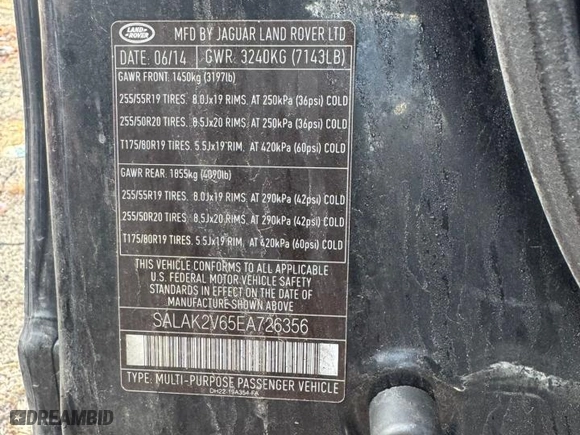 LAND ROVER
MFD BY JAGUAR LAND ROVER LTD
DATE: 06/14 GWR: 3240KG (7143LB)
GAWR FRONT: 1450kg (3197lb)
255/55R19 TIRES. 8.0Jx19 RIMS. AT 250kPa (36psi) COLD
255/50R20 TIRES. 8.5Jx20 RIMS. AT 250kPa (36psi) COLD
T175/80R19 TIRES. 5.5Jx19 RIM. AT 420kPa (60psi) COLD
GAWR REAR: 1855kg (4090lb)
255/55R19 TIRES. 8.0Jx19 RIMS. AT 290kPa (42psi) COLD
255/50R20 TIRES. 8.5Jx20 RIMS. AT 290kPa (42psi) COLD
T175/80R19 TIRES. 5.5Jx19 RIM. AT 420kPa (60psi) COLD
THIS VEHICLE CONFORMS TO ALL APPLICABLE
U.S. FEDERAL MOTOR VEHICLE SAFETY
STANDARDS IN EFFECT ON THE DATE OF
MANUFACTURE SHOWN ABOVE.
SALAK2V65EA726356
TYPE: MULTI-PURPOSE PASSENGER VEHICLE
DH22-19A354-FA
DREAMBID